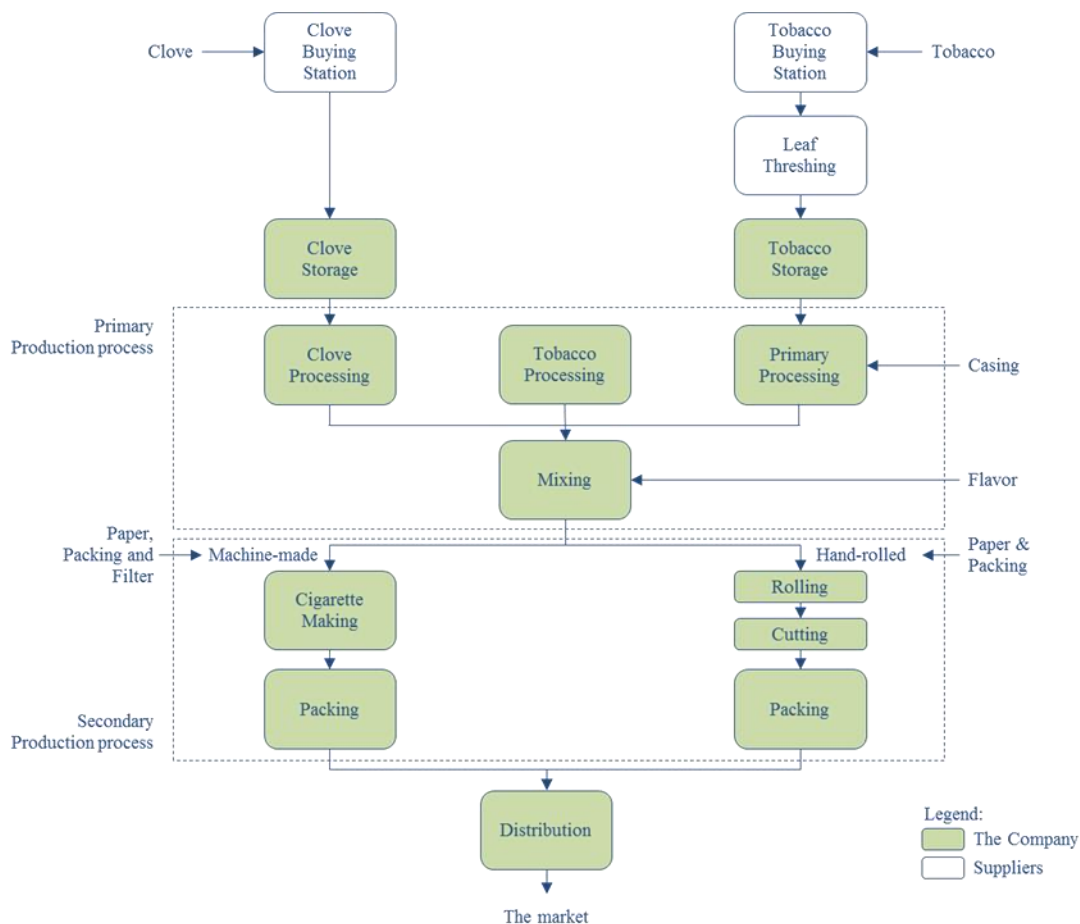 Clove
Clove
Buying
Station
Tobacco
Buying
Station
Tobacco
Leaf
Threshing
Clove
Storage
Tobacco
Storage
Primary
Production process
Clove
Processing
Tobacco
Processing
Primary
Processing
Casing
Mixing
Flavor
Paper,
Packing and
Filter
Machine-made
Hand-rolled
Paper &
Packing
Cigarette
Making
Rolling
Cutting
Packing
Packing
Secondary
Production process
Distribution
Legend:
The Company
Suppliers
The market